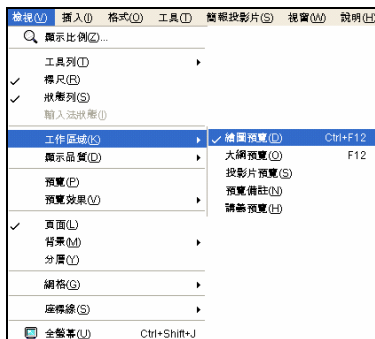 檢視(V) 插入(I) 格式(O) 工具(T) 簡報投影片(S) 視窗(W) 說明(H)
顯示比例(Z)...
工具列(T)
標尺(R)
狀態列(S)
輸入法狀態(I)
工作區域(K)
繪圖預覽(D) Ctrl+F12
顯示品質(D)
大綱預覽(O) F12
投影片預覽(S)
預覽(P)
預覽備註(N)
預覽效果(V)
講義預覽(H)
頁面(L)
背景(M)
分層(Y)
網格(G)
座標線(S)
全螢幕(U) Ctrl+Shift+J